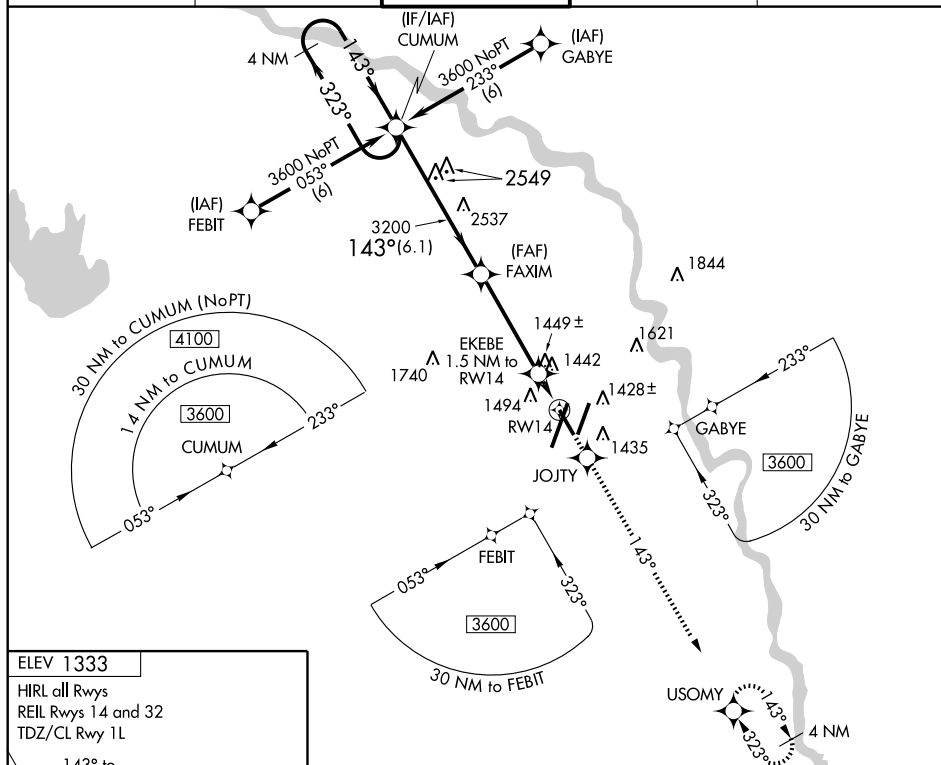 (IF/IAF)
CUMUM
(IAF)
GABYE
4 NM
143°
323°
3600 NoPT
233°
(6)
3600 NoPT
053°
(6)
(IAF)
FEBIT
2549
2537
3200
143°(6.1)
(FAF)
FAXIM
1844
30 NM to CUMUM (NoPT)
4100
14 NM to CUMUM
3600
CUMUM
233°
053°
1449±
EKEBE
1.5 NM to
RW14
1442
1621
1740
1494
1428±
RW14
1435
JOJTY
233°
GABYE
3600
323°
30 NM to GABYE
143°
053°
FEBIT
323°
3600
30 NM to FEBIT
ELEV 1333
HIRL all Rwys
REIL Rwys 14 and 32
TDZ/CL Rwy 1L
143° to
USOMY
143°
323°
4 NM